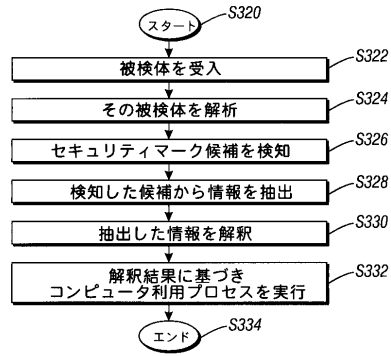 スタート
S320
被検体を受入
S322
その被検体を解析
S324
セキュリティマーク候補を検知
S326
検知した候補から情報を抽出
S328
抽出した情報を解釈
S330
解釈結果に基づき
コンピュータ利用プロセスを実行
S332
エンド
S334